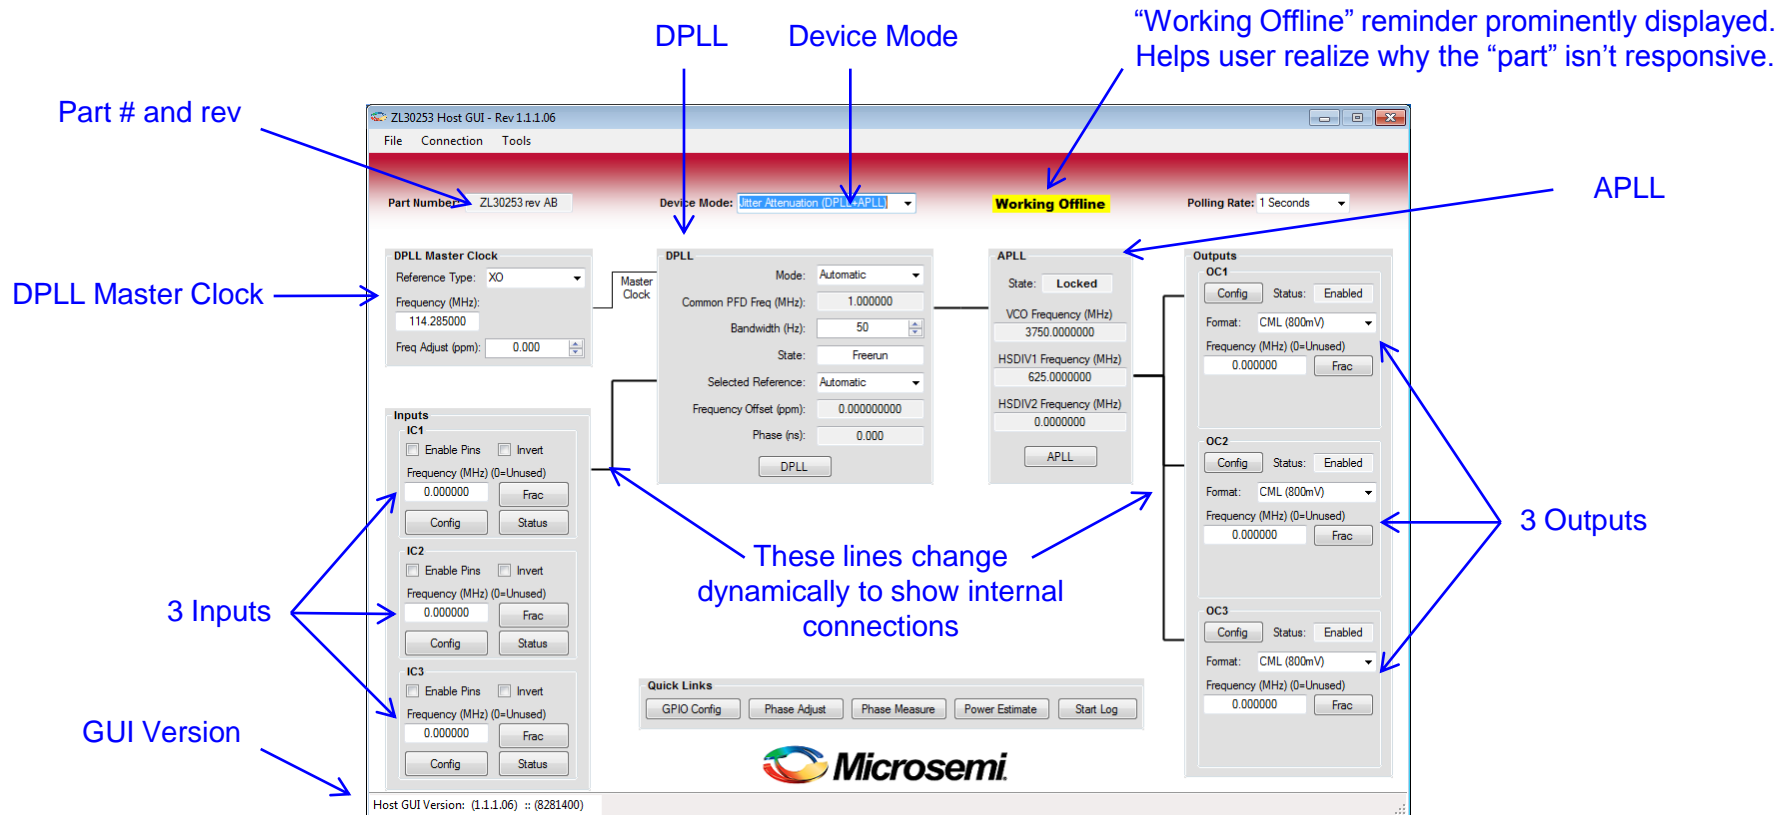 "Working Offline" reminder prominently displayed.
Helps user realize why the "part" isn't responsive.
DPLL
Device Mode
Part # and rev
APLL
DPLL Master Clock
3 Inputs
3 Outputs
These lines change
dynamically to show internal
connections
GUI Version
ZL30253 Host GUI - Rev 1.1.1.06
File Connection Tools
Part Number: ZL30253 rev AB
Device Mode: Jitter Attenuation (DPLL+APLL)
Working Offline
Polling Rate: 1 Seconds
DPLL Master Clock
Reference Type: XO
Frequency (MHz):
114.285000
Freq Adjust (ppm): 0.000
Master
Clock
DPLL
Mode: Automatic
Common PFD Freq (MHz): 1.000000
Bandwidth (Hz): 50
State: Freerun
Selected Reference: Automatic
Frequency Offset (ppm): 0.000000000
Phase (ns): 0.000
DPLL
APLL
State: Locked
VCO Frequency (MHz)
3750.0000000
HSDIV1 Frequency (MHz)
625.0000000
HSDIV2 Frequency (MHz)
0.0000000
APLL
Inputs
IC1
Enable Pins Invert
Frequency (MHz) (0=Unused)
0.000000 Frac
Config Status
IC2
Enable Pins Invert
Frequency (MHz) (0=Unused)
0.000000 Frac
Config Status
IC3
Enable Pins Invert
Frequency (MHz) (0=Unused)
0.000000 Frac
Config Status
Outputs
OC1
Config Status: Enabled
Format: CML (800mV)
Frequency (MHz) (0=Unused)
0.000000 Frac
OC2
Config Status: Enabled
Format: CML (800mV)
Frequency (MHz) (0=Unused)
0.000000 Frac
OC3
Config Status: Enabled
Format: CML (800mV)
Frequency (MHz) (0=Unused)
0.000000 Frac
Quick Links
GPIO Config Phase Adjust Phase Measure Power Estimate Start Log
Microsemi.
Host GUI Version: (1.1.1.06) :: (8281400)